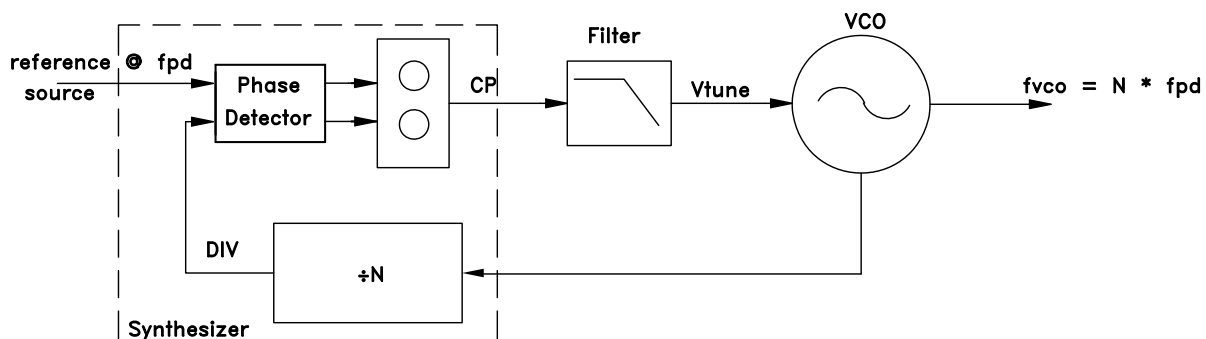 VCO
Filter
reference @ fpd
source
Phase
Detector
CP
Vtune
fvco = N * fpd
DIV
÷N
Synthesizer